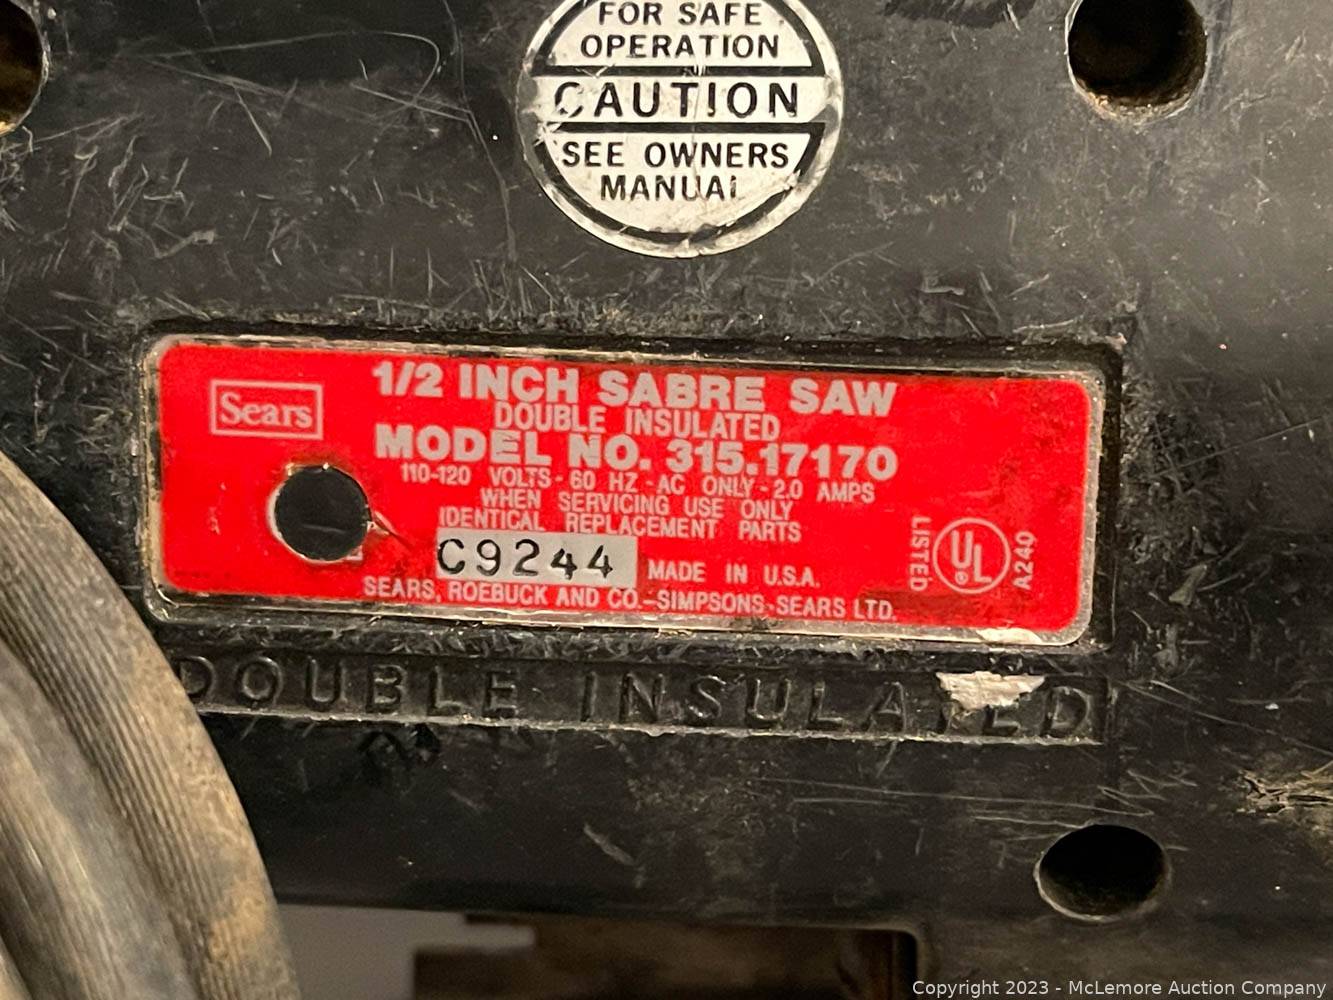 FOR SAFE
OPERATION
CAUTION
SEE OWNERS
MANUAL
Sears
1/2 INCH SABRE SAW
DOUBLE INSULATED
MODEL NO. 315.17170
110-120 VOLTS - 60 HZ - AC ONLY - 2.0 AMPS
WHEN SERVICING USE ONLY
IDENTICAL REPLACEMENT PARTS
C9244 MADE IN U.S.A.
SEARS, ROEBUCK AND CO.-SIMPSONS-SEARS LTD.
LISTED
UL
®
A240
DOUBLE INSULATED
Copyright 2023 - McLemore Auction Company